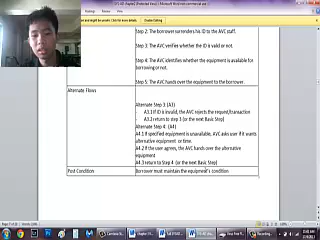 Step 2: The borrower surrenders his ID to the AVC staff.
Step 3: The AVC verify whether the ID is valid or not.
Step 4: The AVC identifies whether the equipment is available for
borrowing or not.
Step 5: The AVC hands over the equipment to the borrower.
Alternate Flows
Alternate Step 3 (A3)
- A3.1 if ID is invalid, the AVC rejects the request/transaction
- A3.2 return to step 3 (or the next Basic Step)
Alternate Step 4: (A4)
A4.1 if specified equipment is unavailable, AVC asks user if it wants
alternative equipment or time.
A4.2 if the user agrees, the AVC hands over the alternative
equipment
A4.3 return to Step 4 (or the next Basic Step)
Post Condition
Borrower must maintain the equipment's condition
Enable Editing